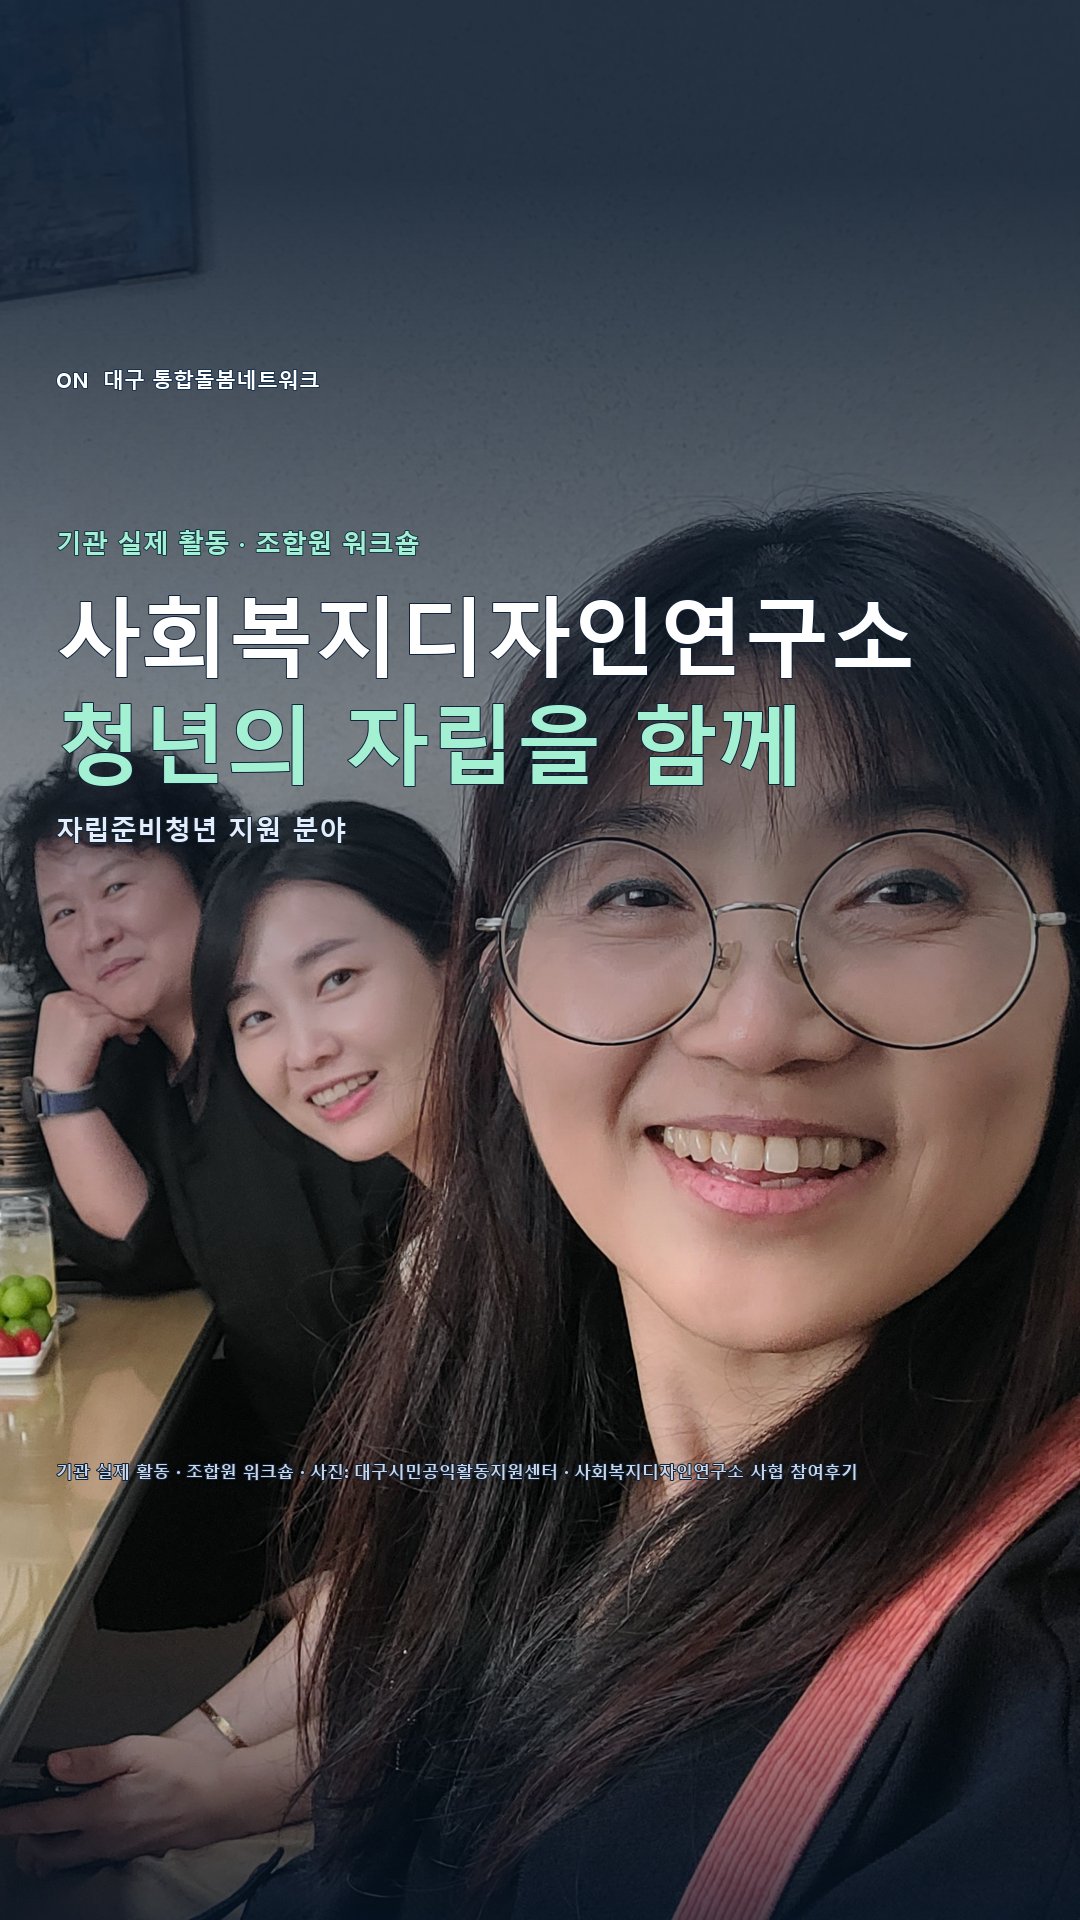 ON 대구 통합돌봄네트워크
기관 실제 활동 · 조합원 워크숍
사회복지디자인연구소
청년의 자립을 함께
자립준비청년 지원 분야
기관 실제 활동 · 조합원 워크숍 · 사진: 대구시민공익활동지원센터 · 사회복지디자인연구소 사협 참여후기